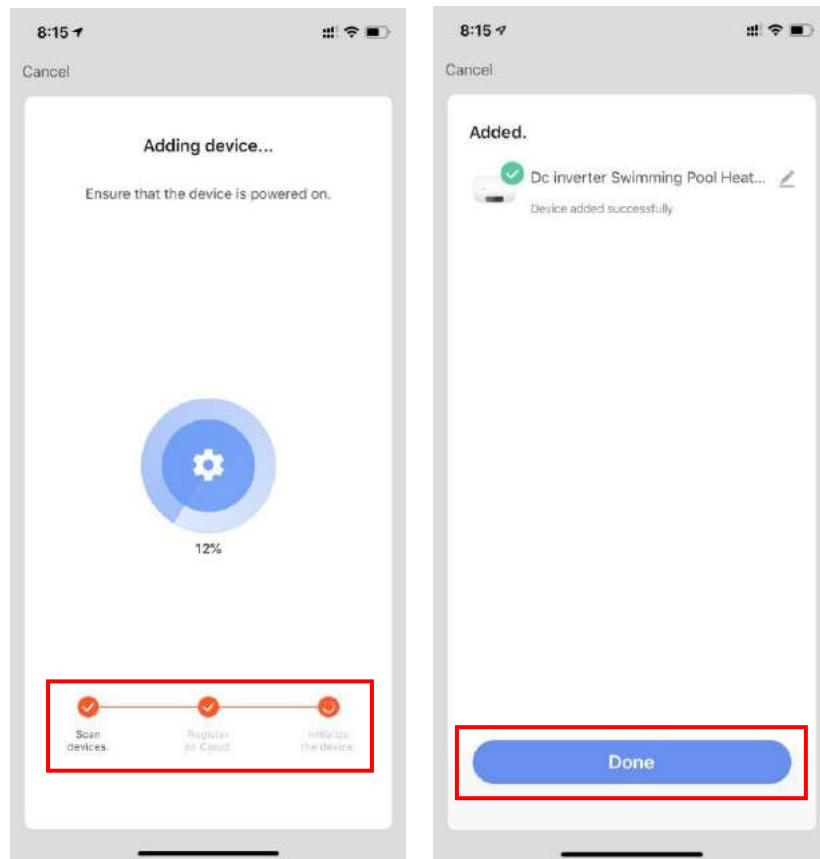 8:15
Cancel
Adding device...
Ensure that the device is powered on.
12%
Scan
devices.
Register
on Cloud.
Initialize
the device.
8:15
Cancel
Added.
Dc inverter Swimming Pool Heat...
Device added successfully
Done